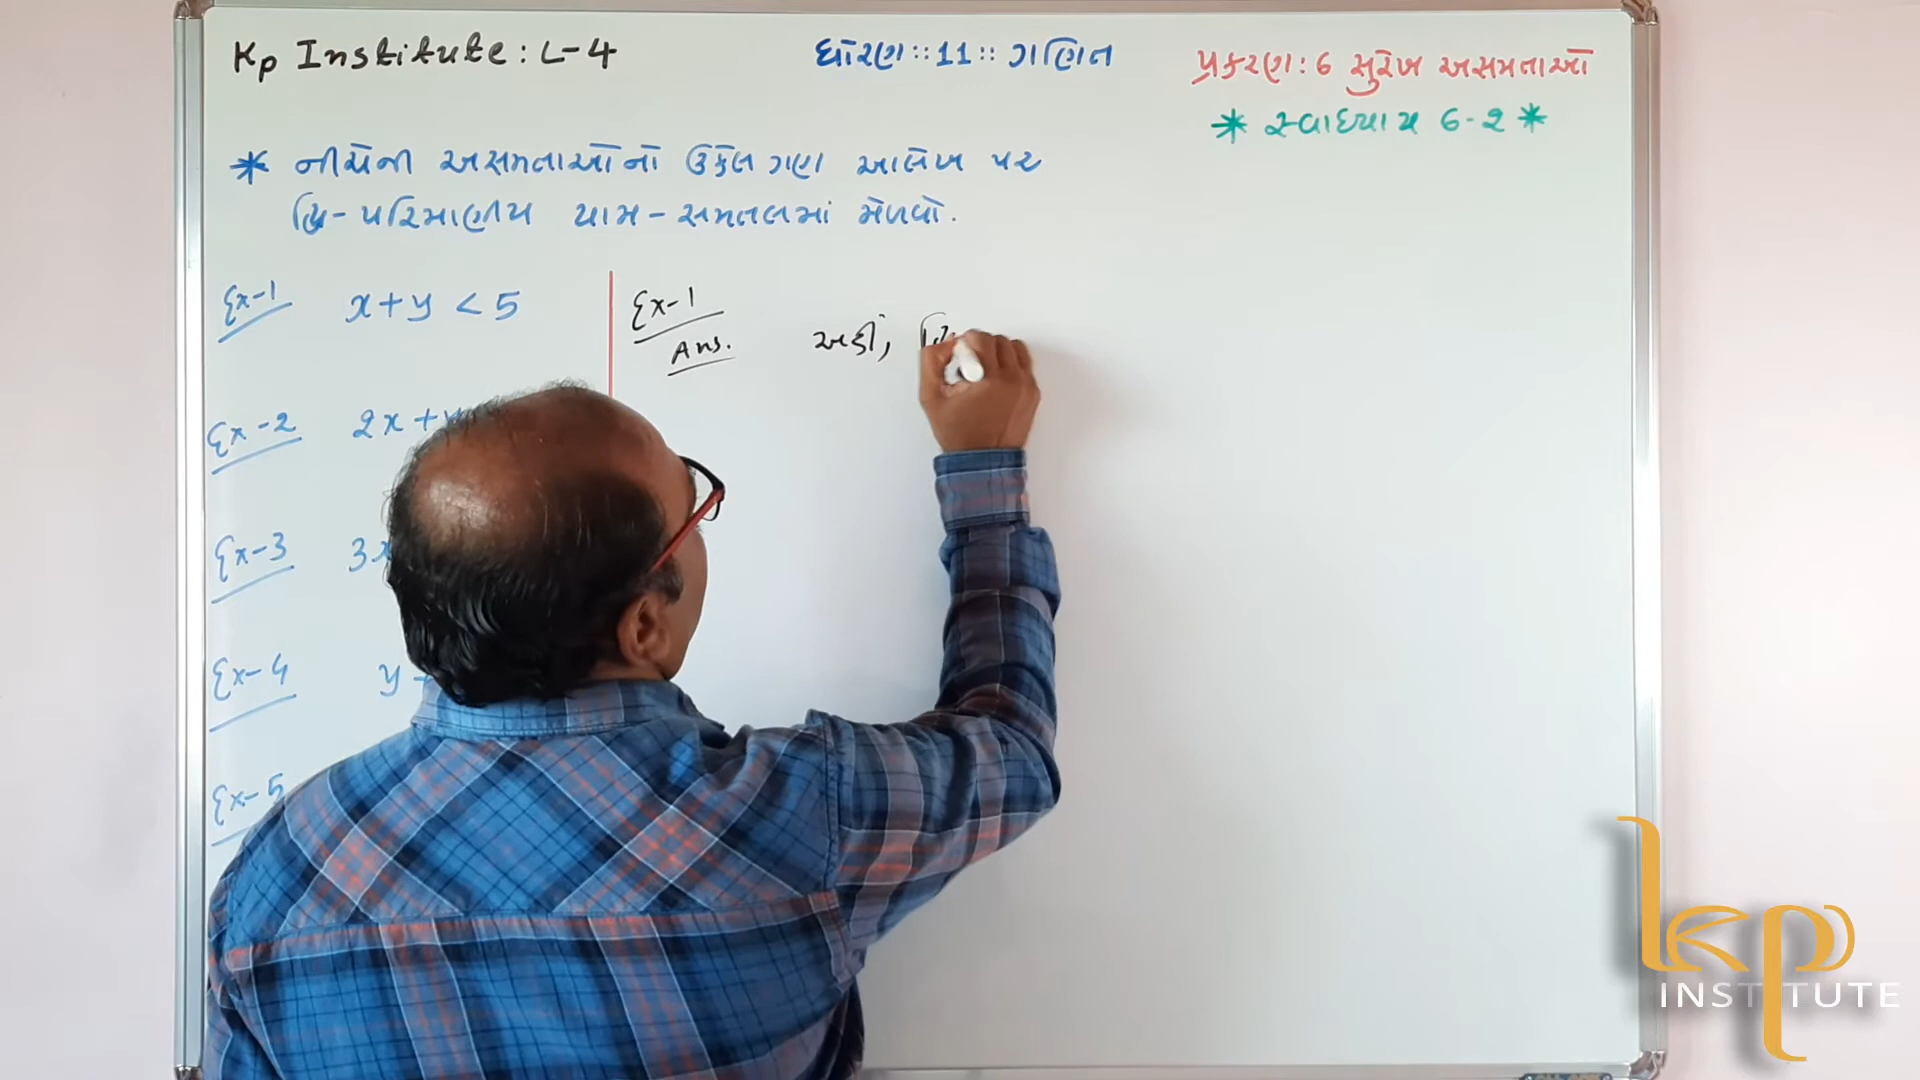 Kp Institute: L-4
ધોરણ::11:: ગણિત
પ્રકરણ: 6 સુરેખ અસમતાઓ
* સ્વાધ્યાય 6.2 *
* નીચેની અસમતાઓનો ઉકેલ ગણ આલેખ પર
દ્વિ-પરિમાણીય યામ-સમતલમાં મેળવો.
Ex-1 x+y < 5
Ex-2 2x+y
Ex-3 3x
Ex-4 y
Ex-5
Ex-1
Ans. અહીં,
kp
INSTITUTE